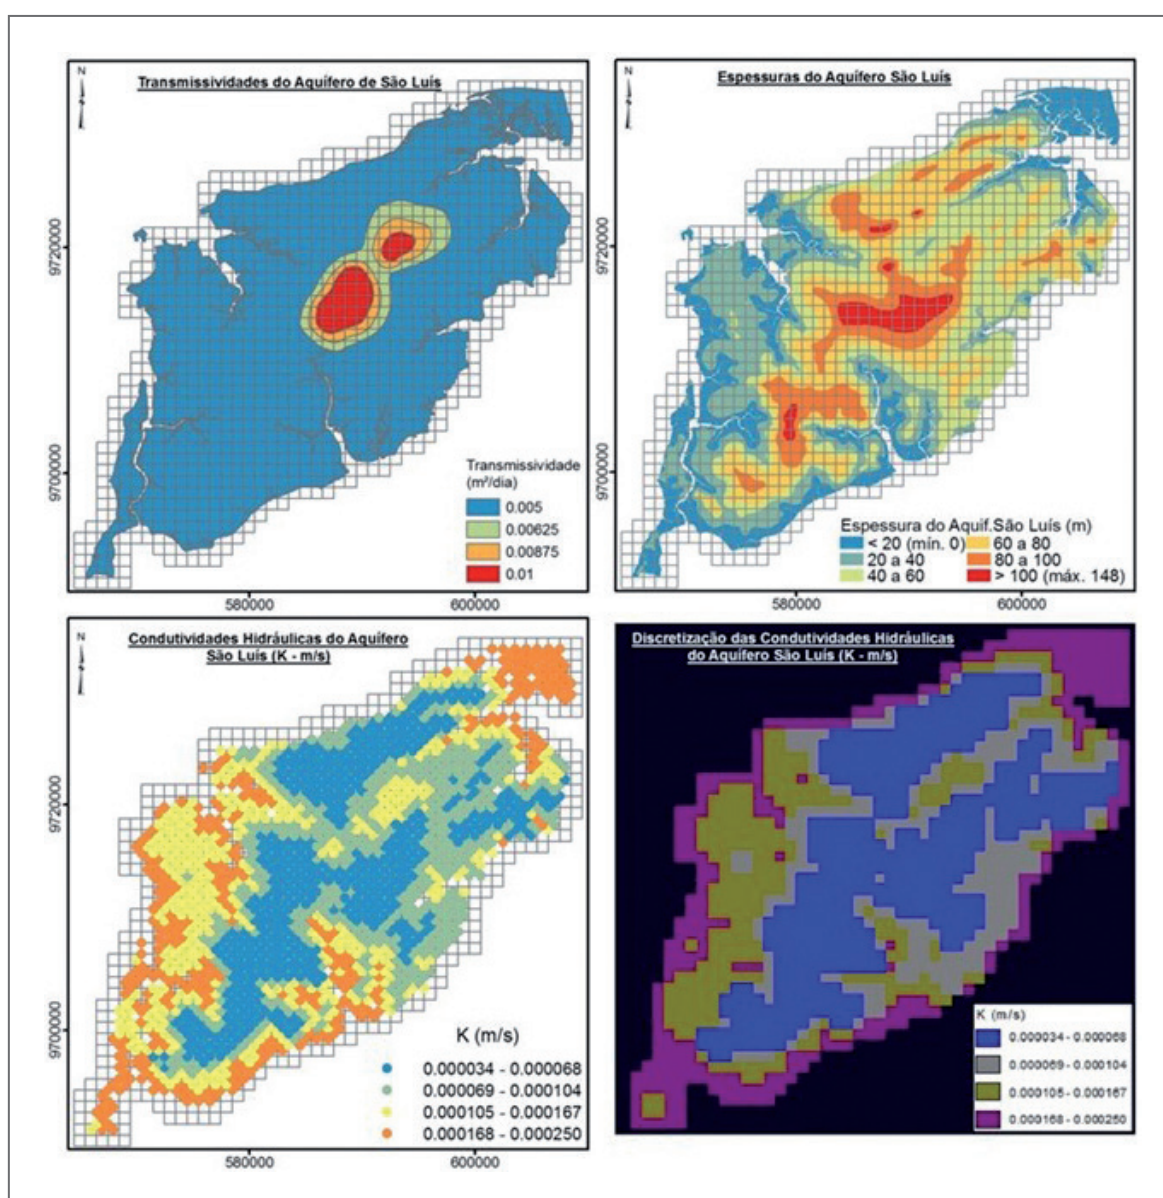 N
Transmissividades do Aquífero de São Luís
9720000
9700000
Transmissividade
(m²/dia)
0.005
0.00625
0.00875
0.01
580000
600000
N
Espessuras do Aquífero São Luís
9720000
9700000
Espessura do Aquif.São Luís (m)
< 20 (mín. 0)
60 a 80
20 a 40
80 a 100
40 a 60
> 100 (máx. 148)
580000
600000
N
Condutividades Hidráulicas do Aquífero
São Luís (K - m/s)
9720000
9700000
K (m/s)
0.000034 - 0.000068
0.000069 - 0.000104
0.000105 - 0.000167
0.000168 - 0.000250
580000
600000
Discretização das Condutividades Hidráulicas
do Aquífero São Luís (K - m/s)
K (m/s)
0.000034 - 0.000068
0.000069 - 0.000104
0.000105 - 0.000167
0.000168 - 0.000250